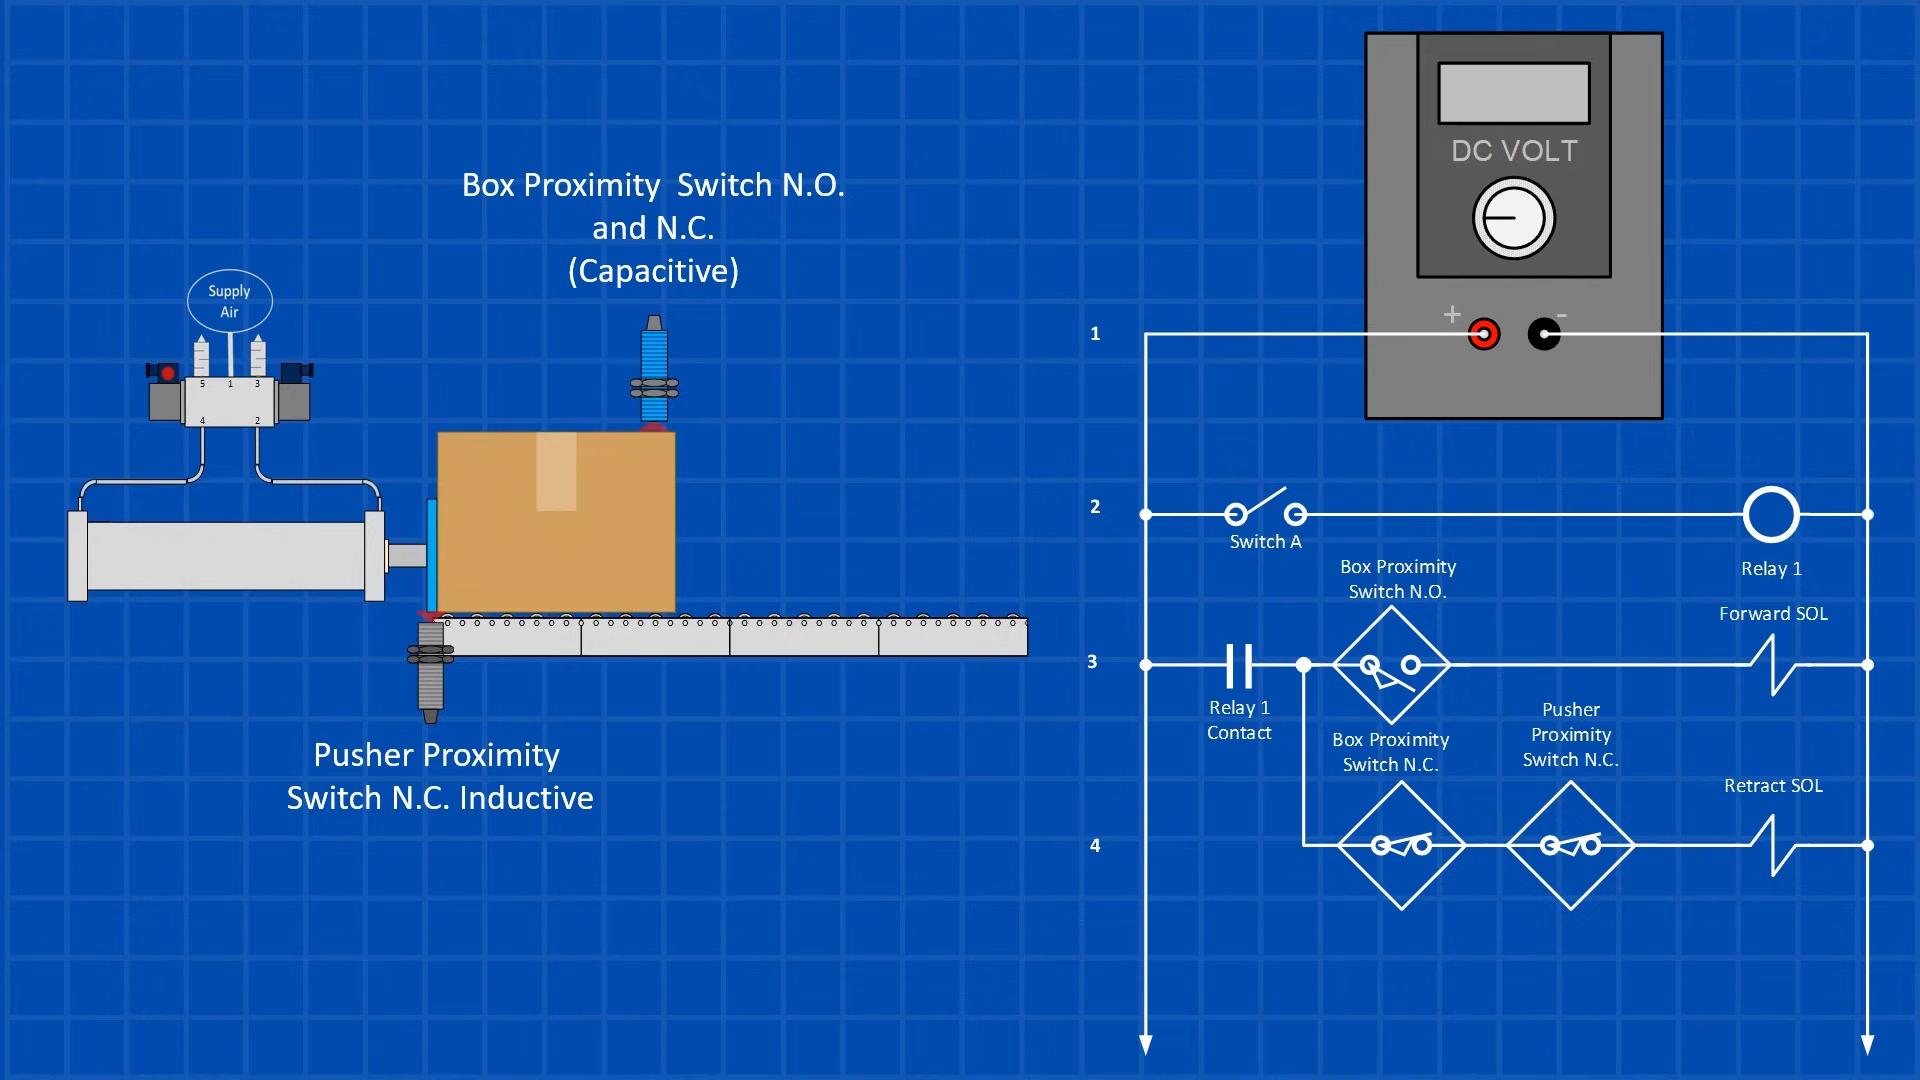 Box Proximity  Switch N.O.
and N.C.
(Capacitive)
Supply
Air
5 1 3
4 2
Pusher Proximity
Switch N.C. Inductive
DC VOLT
+ -
1
2
Switch A
Relay 1
Box Proximity
Switch N.O.
Forward SOL
3
Relay 1
Contact
Box Proximity
Switch N.C.
Pusher
Proximity
Switch N.C.
Retract SOL
4